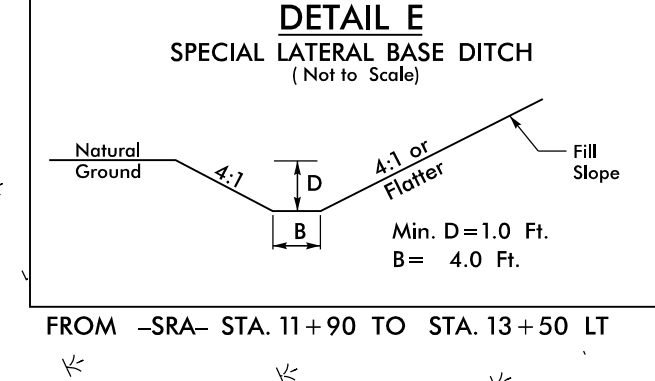 DETAIL E
SPECIAL LATERAL BASE DITCH
( Not to Scale)
Natural
Ground
4:1
D
B
4:1 or
Flatter
Fill
Slope
Min. D=1.0 Ft.
B= 4.0 Ft.
FROM –SRA– STA. 11+90 TO STA. 13+50 LT